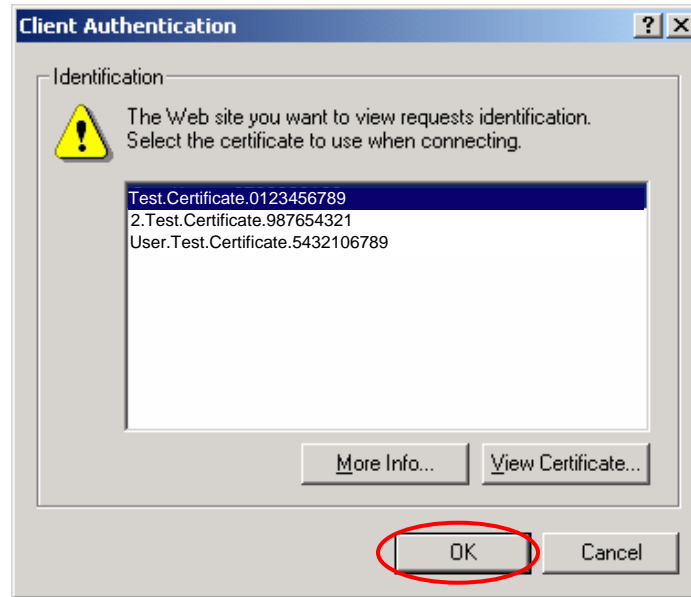 Client Authentication
Identification
The Web site you want to view requests identification.
Select the certificate to use when connecting.
Test.Certificate.0123456789
2.Test.Certificate.987654321
User.Test.Certificate.5432106789
More Info... View Certificate...
OK Cancel